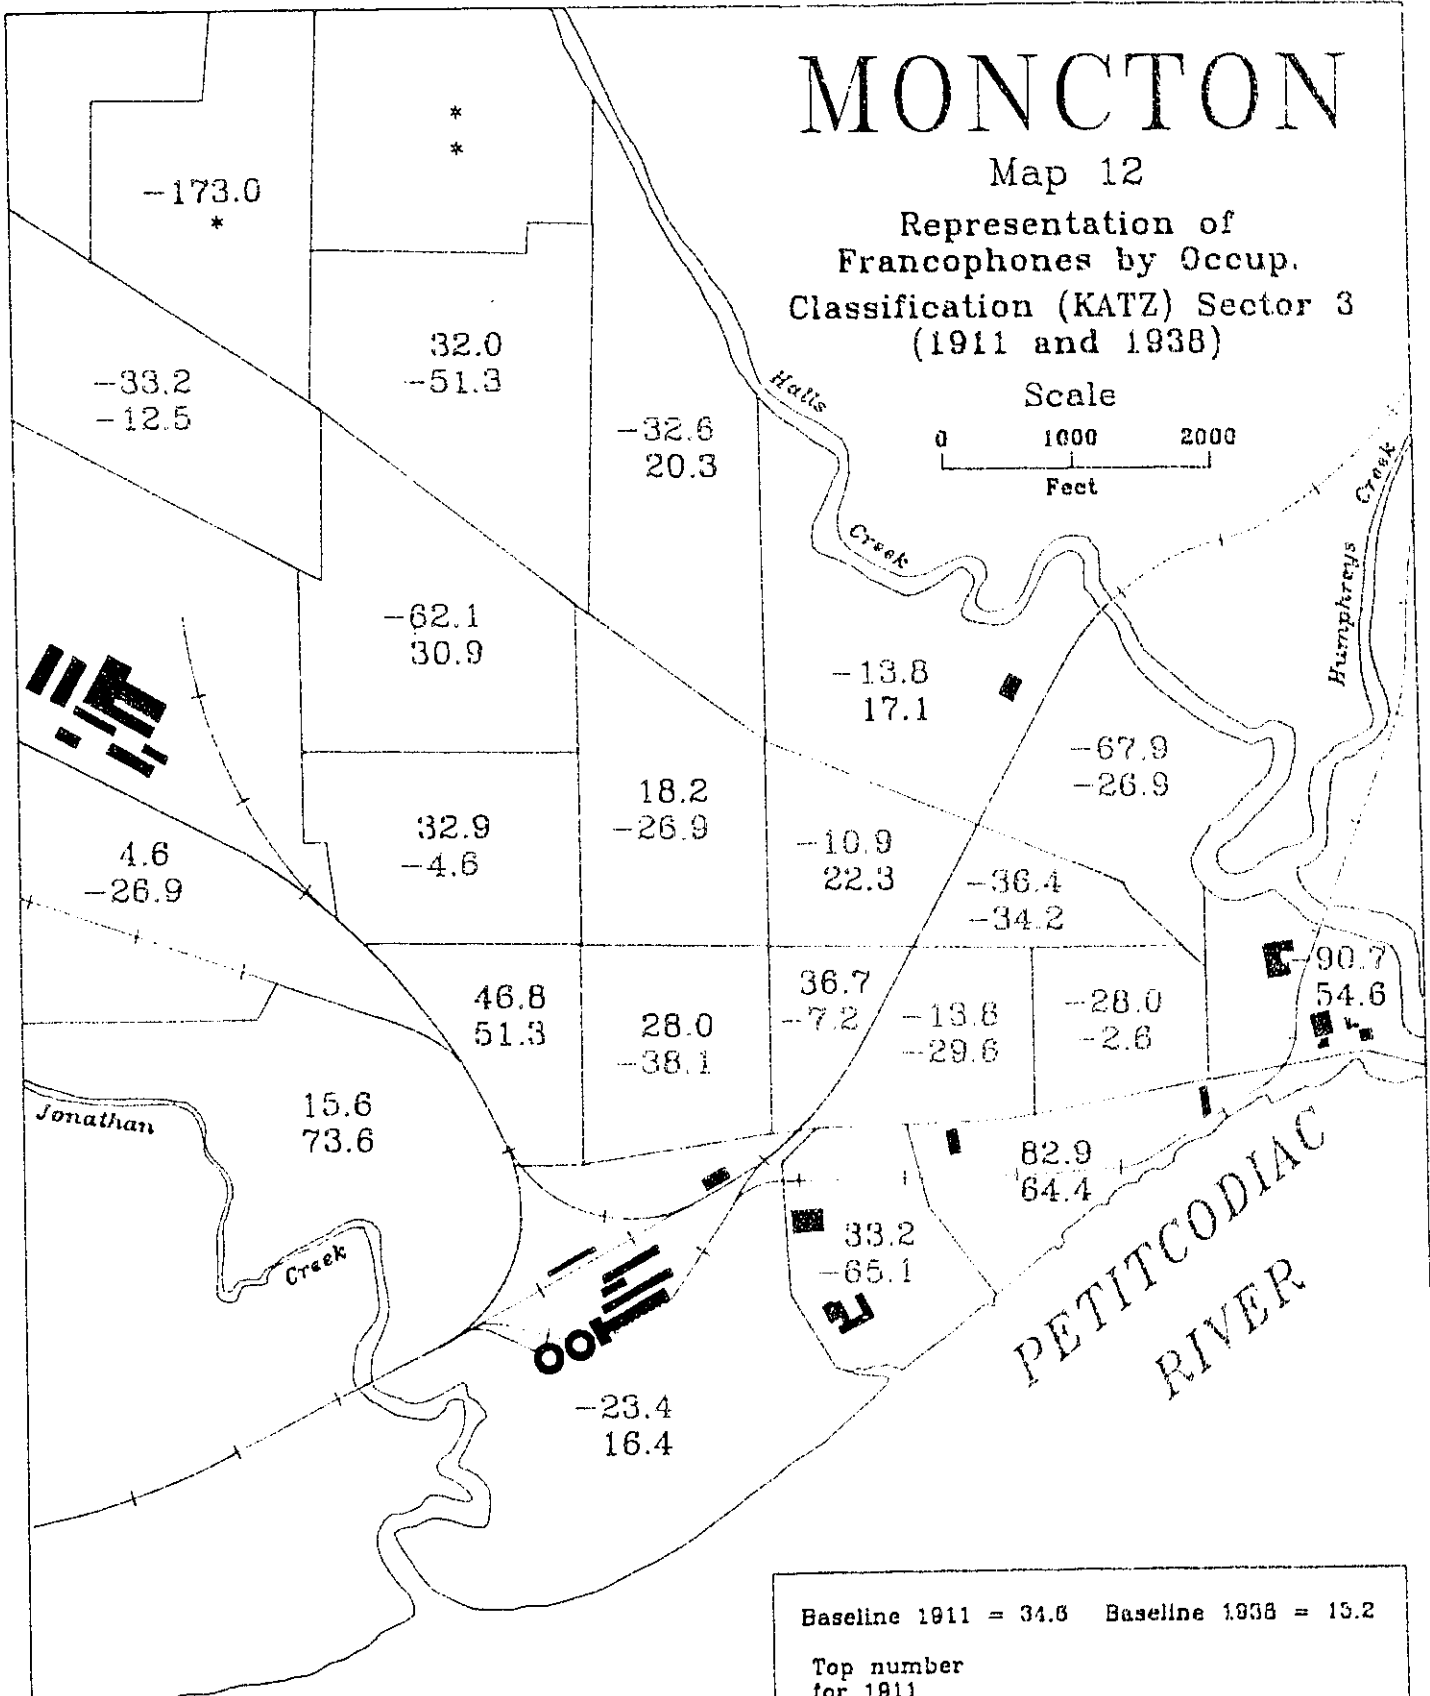 MONCTON
Map 12
Representation of
Francophones by Occup.
Classification (KATZ) Sector 3
(1911 and 1938)
Scale
0 1000 2000
Feet
*
*
-173.0
*
-33.2
-12.5
32.0
-51.3
-32.6
20.3
Halls
Creek
Humphreys
Creek
-62.1
30.9
-13.8
17.1
-67.9
-26.9
18.2
-26.9
32.9
-4.6
4.6
-26.9
-10.9
22.3
-36.4
-34.2
46.8
51.3
28.0
-38.1
36.7
-7.2
-13.8
-29.6
-28.0
-2.6
-90.7
54.6
Jonathan
Creek
15.6
73.6
82.9
64.4
33.2
-65.1
PETITCODIAC
RIVER
-23.4
16.4
Baseline 1911 = 34.6 Baseline 1938 = 15.2
Top number
for 1911